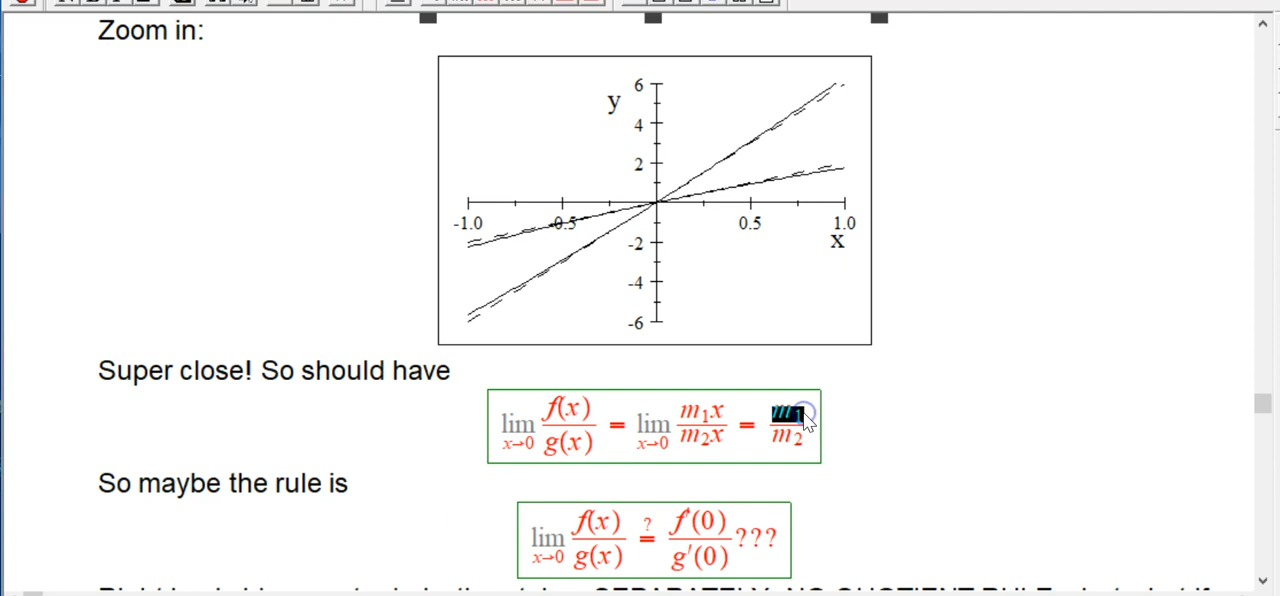 Zoom in:
y
6
4
2
-1.0 -0.5 0.5 1.0
x
-2
-4
-6
Super close! So should have
lim x→0 f(x)/g(x) = lim x→0 m₁x/m₂x = m₁/m₂
So maybe the rule is
lim x→0 f(x)/g(x) ?= f'(0)/g'(0) ???